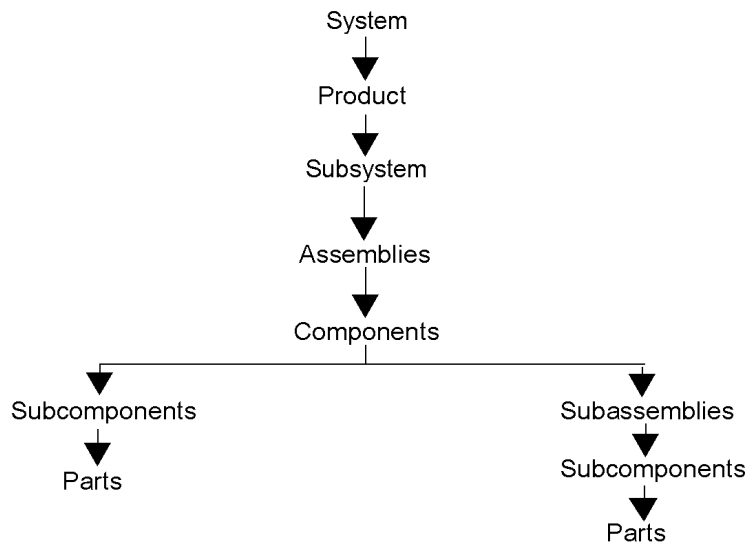 System
Product
Subsystem
Assemblies
Components
Subcomponents
Subassemblies
Parts
Subcomponents
Parts